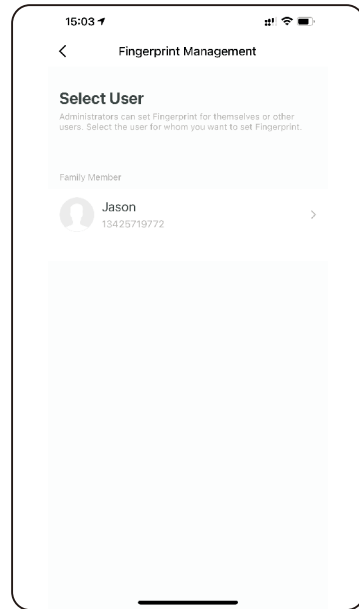 15:03
Fingerprint Management
Select User
Administrators can set Fingerprint for themselves or other
users. Select the user for whom you want to set Fingerprint.
Family Member
Jason
13425719772